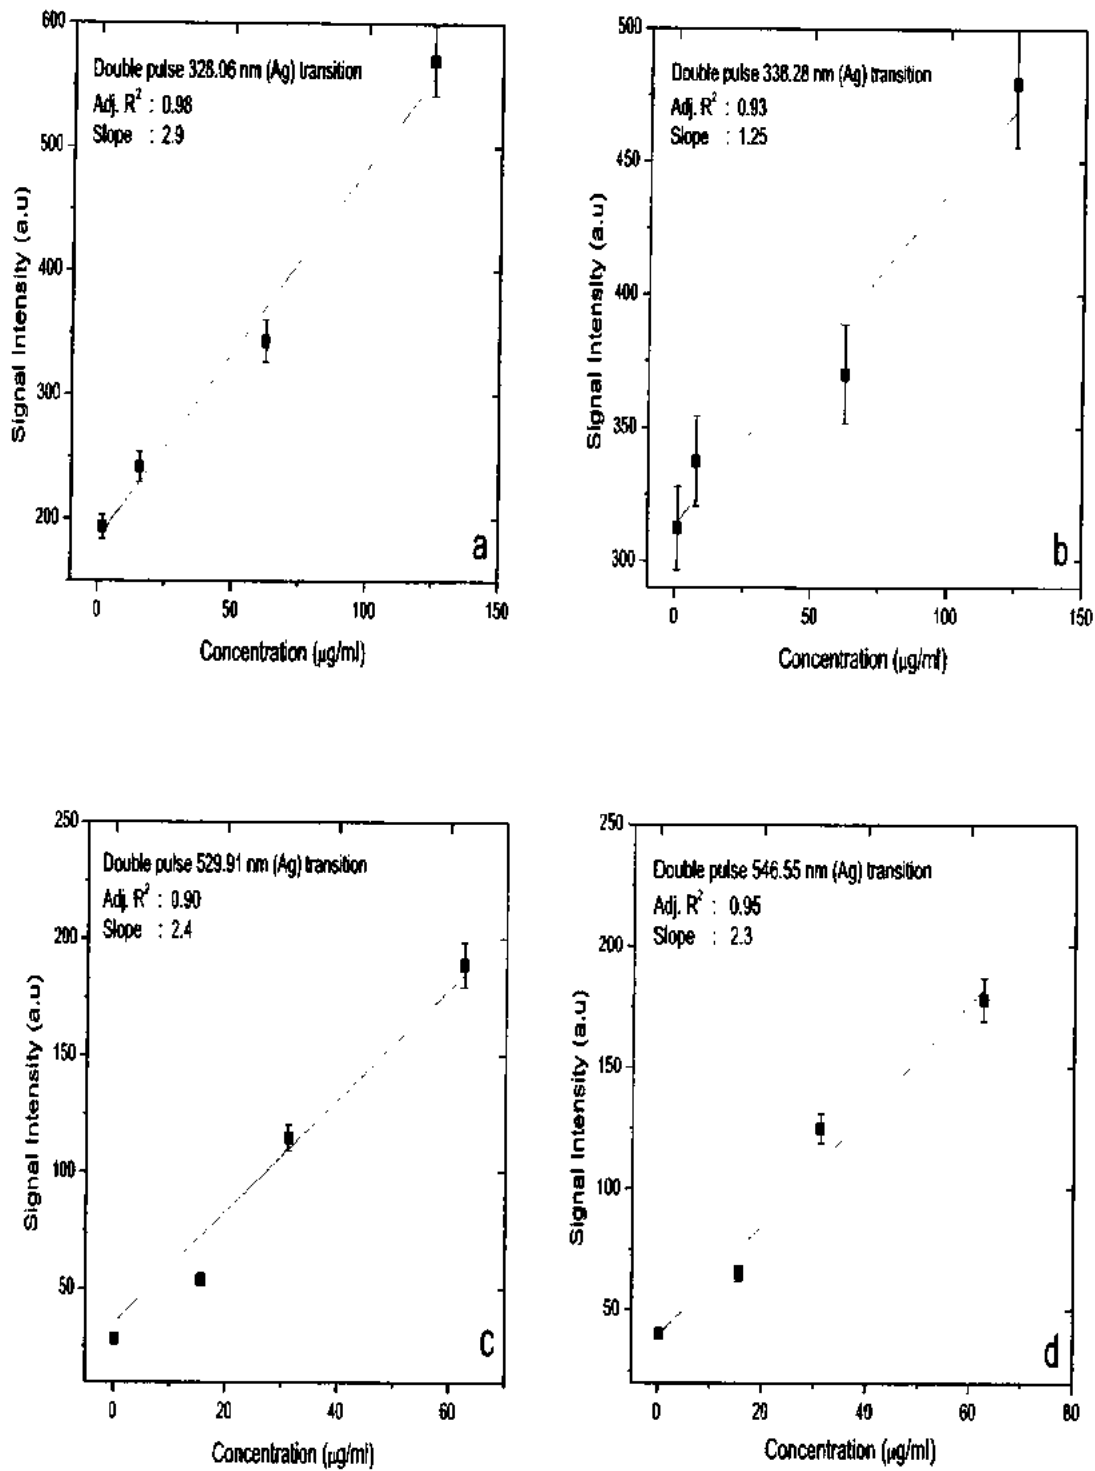 600
500
400
300
200
Signal Intensity (a.u)
Double pulse 328.06 nm (Ag) transition
Adj. R² : 0.98
Slope : 2.9
a
0 50 100 150
Concentration (μg/ml)
500
450
400
350
300
Signal Intensity (a.u)
Double pulse 338.28 nm (Ag) transition
Adj. R² : 0.93
Slope : 1.25
b
0 50 100 150
Concentration (μg/ml)
250
200
150
100
50
Signal Intensity (a.u)
Double pulse 529.91 nm (Ag) transition
Adj. R² : 0.90
Slope : 2.4
c
0 20 40 60
Concentration (μg/ml)
250
200
150
100
50
Signal Intensity (a.u)
Double pulse 546.55 nm (Ag) transition
Adj. R² : 0.95
Slope : 2.3
d
0 20 40 60 80
Concentration (μg/ml)